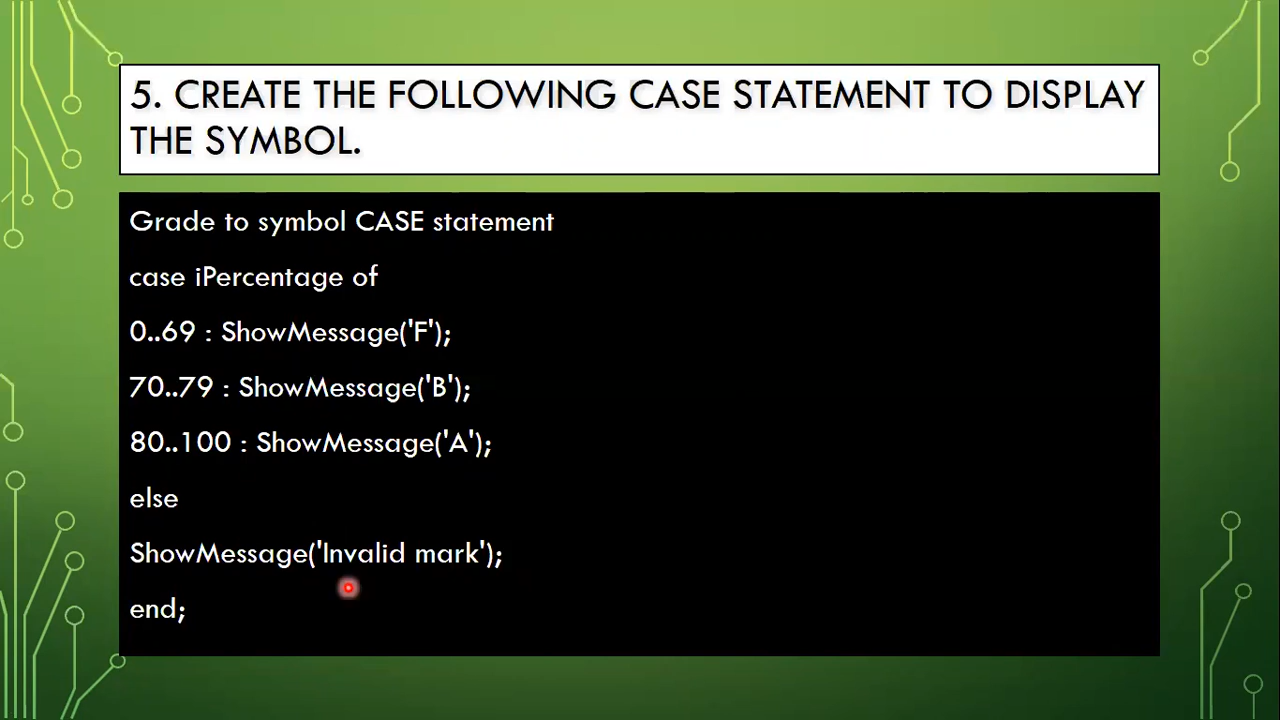 5. CREATE THE FOLLOWING CASE STATEMENT TO DISPLAY
THE SYMBOL.
Grade to symbol CASE statement
case iPercentage of
0..69 : ShowMessage('F');
70..79 : ShowMessage('B');
80..100 : ShowMessage('A');
else
ShowMessage('Invalid mark');
end;